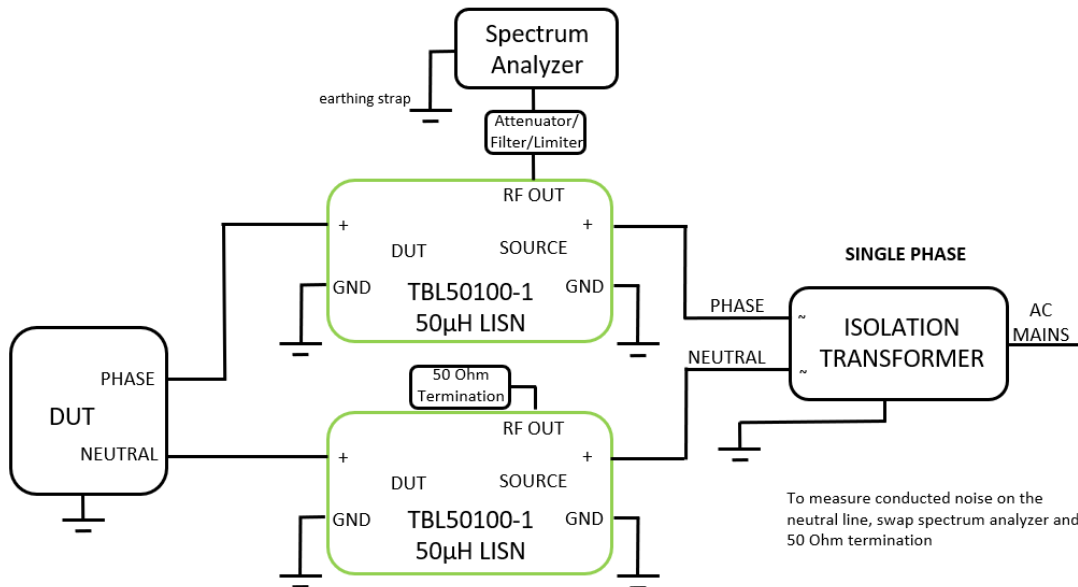 Spectrum
Analyzer
earthing strap
Attenuator/
Filter/Limiter
RF OUT
+
+
DUT
SOURCE
GND
GND
TBL50100-1
50µH LISN
SINGLE PHASE
PHASE
~
ISOLATION
TRANSFORMER
AC
MAINS
NEUTRAL
~
PHASE
DUT
NEUTRAL
50 Ohm
Termination
RF OUT
+
+
DUT
SOURCE
GND
GND
TBL50100-1
50µH LISN
To measure conducted noise on the
neutral line, swap spectrum analyzer and
50 Ohm termination